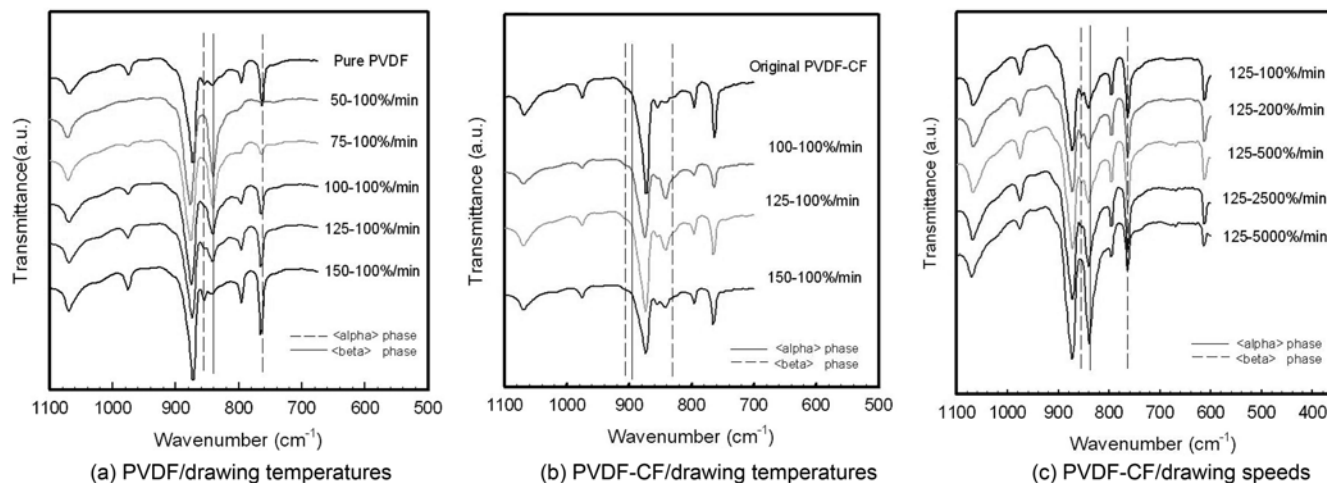 Transmittance(a.u.)
Pure PVDF
50-100%/min
75-100%/min
100-100%/min
125-100%/min
150-100%/min
<alpha> phase
<beta> phase
1100 1000 900 800 700 600 500
Wavenumber (cm⁻¹)
(a) PVDF/drawing temperatures
Transmittance (a.u.)
Original PVDF-CF
100-100%/min
125-100%/min
150-100%/min
<alpha> phase
<beta> phase
1100 1000 900 800 700 600 500
Wavenumber (cm⁻¹)
(b) PVDF-CF/drawing temperatures
Transmittance (a.u.)
125-100%/min
125-200%/min
125-500%/min
125-2500%/min
125-5000%/min
<alpha> phase
<beta> phase
1100 1000 900 800 700 600 400
Wavenumber (cm⁻¹)
(c) PVDF-CF/drawing speeds